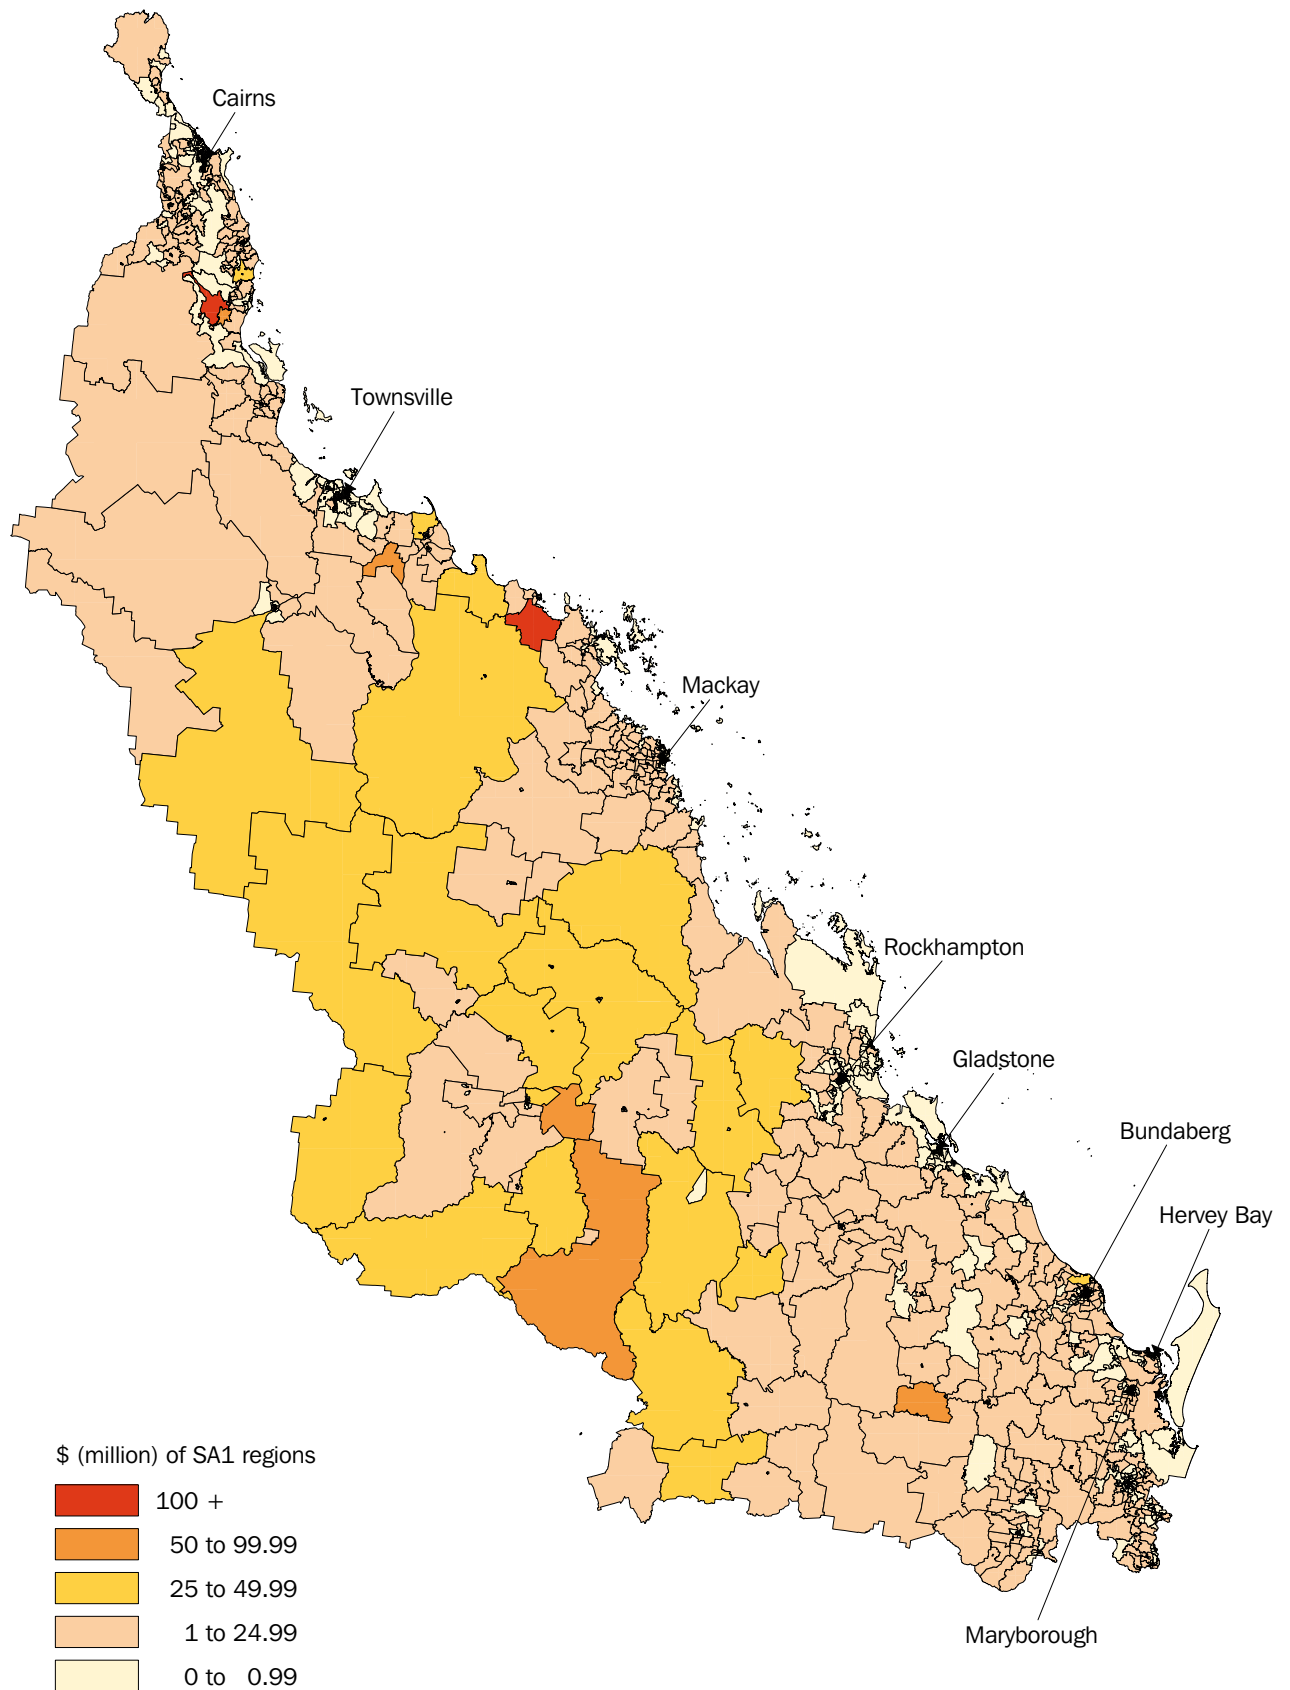 Cairns
Townsville
Mackay
Rockhampton
Gladstone
Bundaberg
Hervey Bay
$ (million) of SA1 regions
100 +
50 to 99.99
25 to 49.99
1 to 24.99
Maryborough
0 to 0.99